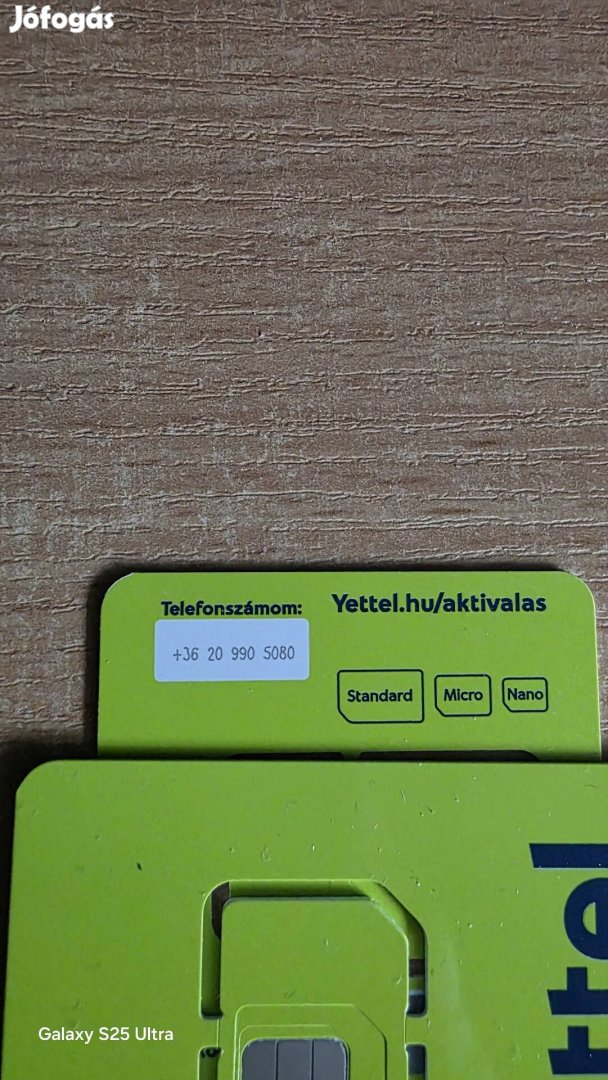 Jófogás
Telefonszámom: Yettel.hu/aktivalas
+36 20 990 5080
Standard Micro Nano
ttel
Galaxy S25 Ultra